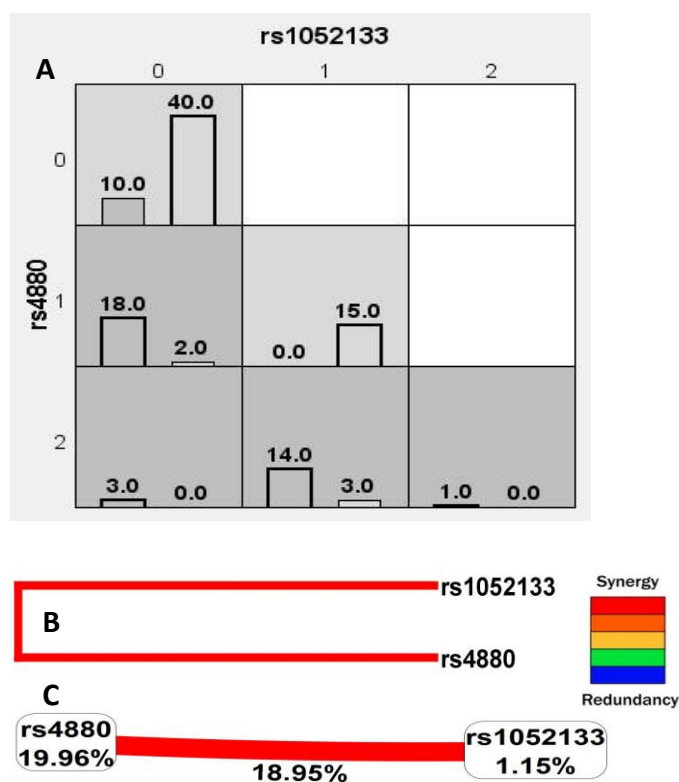 rs1052133
A
0 1 2
rs4880
0
10.0 40.0
1
18.0 2.0 0.0 15.0
2
3.0 0.0 14.0 3.0 1.0 0.0
B
rs1052133
rs4880
Synergy
Redundancy
C
rs4880
19.96%
18.95%
rs1052133
1.15%